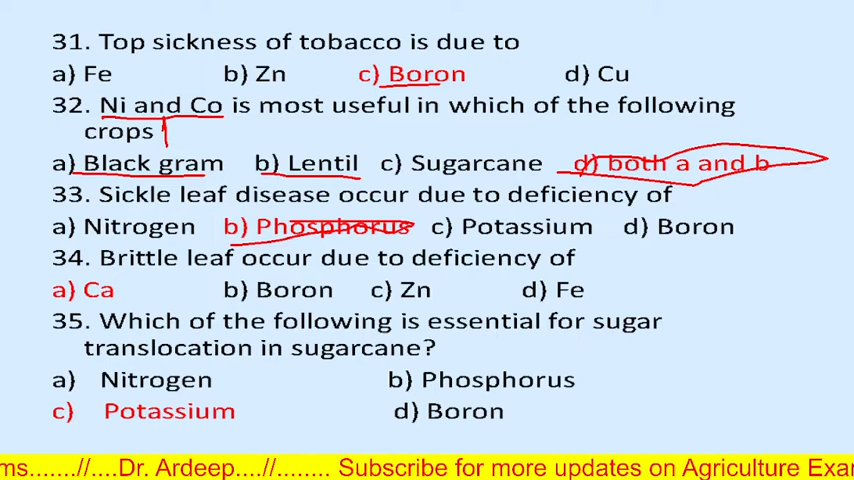 31. Top sickness of tobacco is due to
a) Fe b) Zn c) Boron d) Cu
32. Ni and Co is most useful in which of the following
crops
a) Black gram b) Lentil c) Sugarcane d) both a and b
33. Sickle leaf disease occur due to deficiency of
a) Nitrogen b) Phosphorus c) Potassium d) Boron
34. Brittle leaf occur due to deficiency of
a) Ca b) Boron c) Zn d) Fe
35. Which of the following is essential for sugar
translocation in sugarcane?
a) Nitrogen b) Phosphorus
c) Potassium d) Boron
ms.......//....Dr. Ardeep....//........ Subscribe for more updates on Agriculture Exa